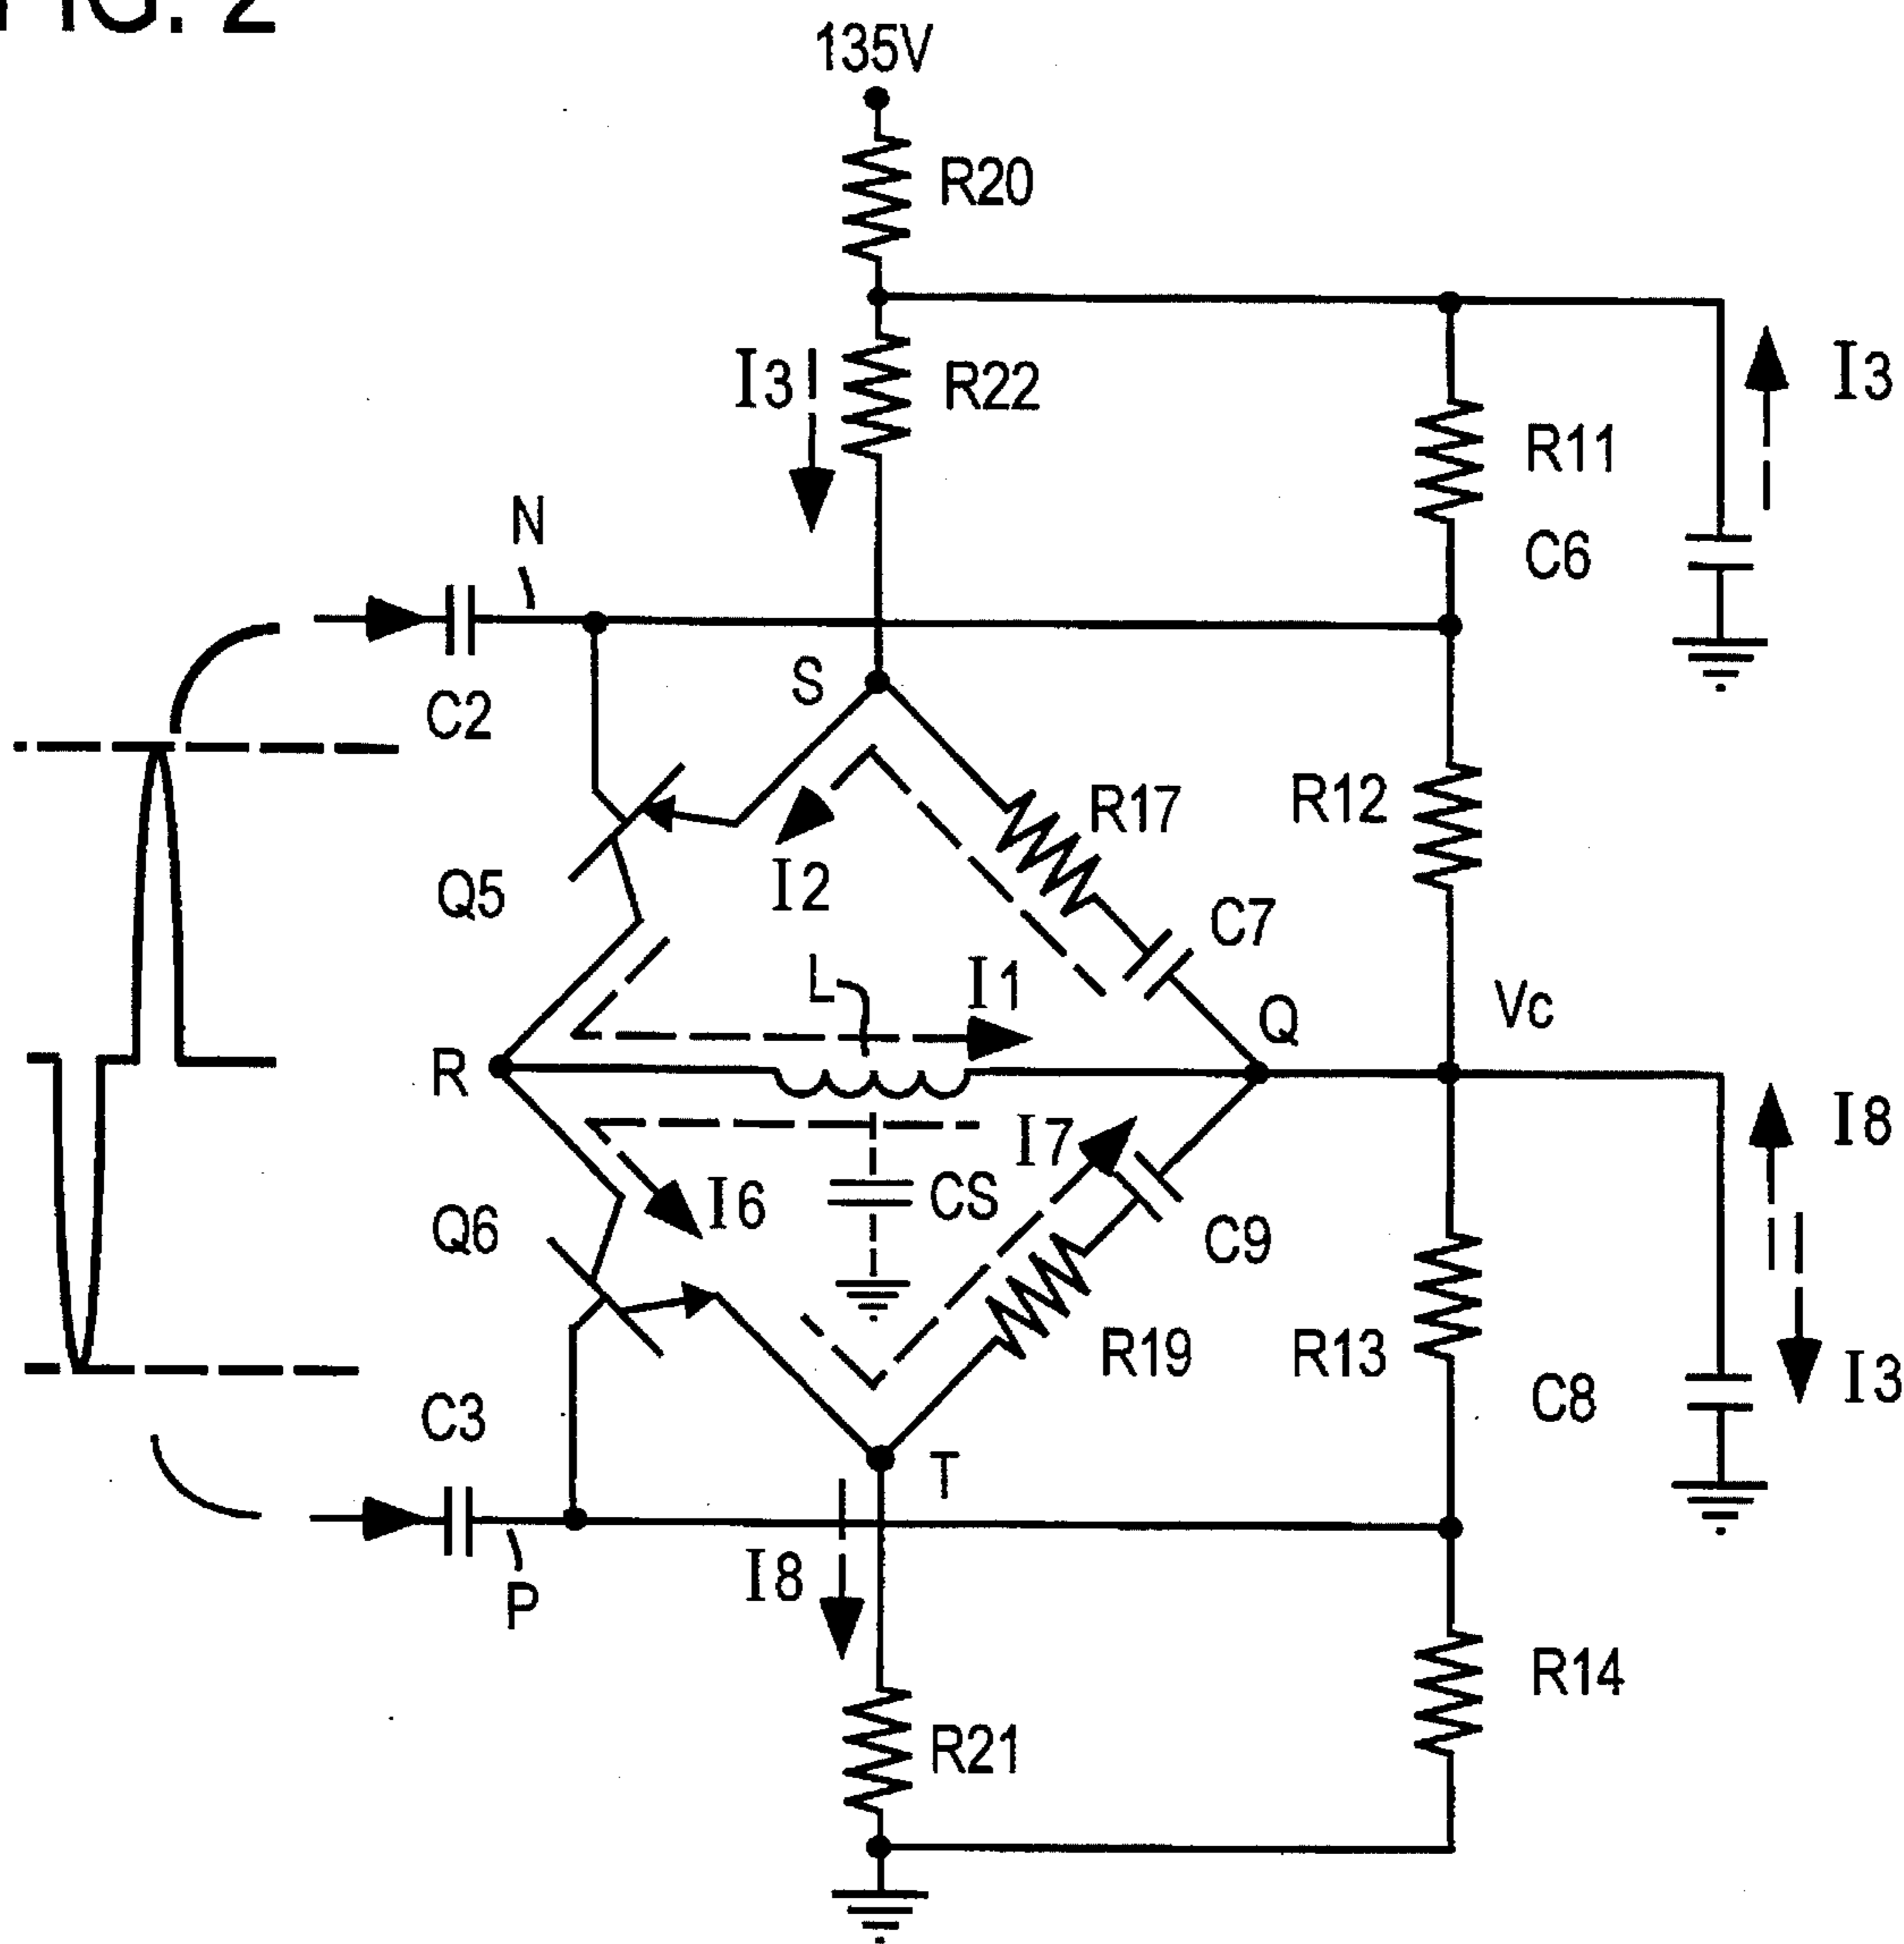 FIG. 2
135V
R20
I3
R22
I3
R11
C6
N
S
C2
R17
R12
Q5
I2
C7
L
I1
Q
Vc
R
I7
I8
I6
CS
Q6
C9
R19
R13
C8
I3
C3
T
I8
P
R14
R21